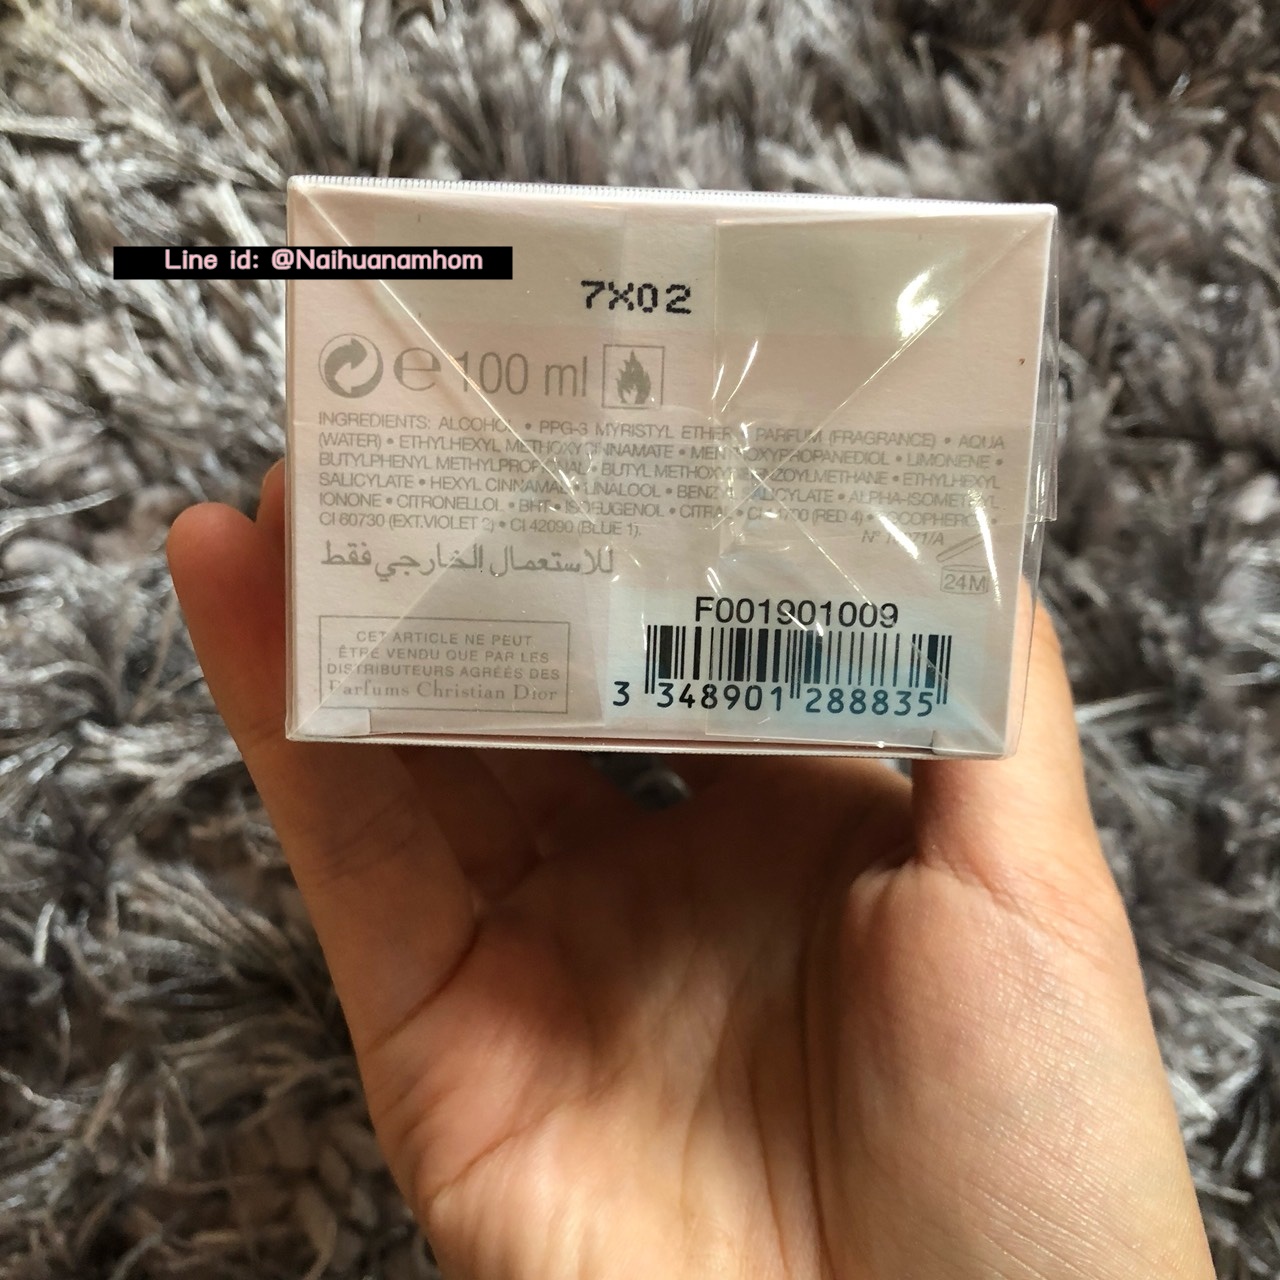 Line id: @Naihuanamhom
7X02
e 100 ml
INGREDIENTS: ALCOHOL • PPG-3 MYRISTYL ETHER PARFUM (FRAGRANCE) • AQUA
(WATER) • ETHYLHEXYL METHOXYCINNAMATE • MENTHOXYPROPANEDIOL • LIMONENE •
BUTYLPHENYL METHYLPROPIONAL • BUTYL METHOXYDIBENZOYLMETHANE • ETHYLHEXYL
SALICYLATE • HEXYL CINNAMAL • LINALOOL • BENZYL SALICYLATE • ALPHA-ISOMETHYL
IONONE • CITRONELLOL • BHT • ISOEUGENOL • CITRAL • CI (RED 4) • TOCOPHEROL •
CI 60730 (EXT.VIOLET 2) • CI 42090 (BLUE 1).
N°
للاستعمال الخارجي فقط
24M
F001901009
CET ARTICLE NE PEUT
ÊTRE VENDU QUE PAR LES
DISTRIBUTEURS AGRÉÉS DES
Parfums Christian Dior
3 348901 288835